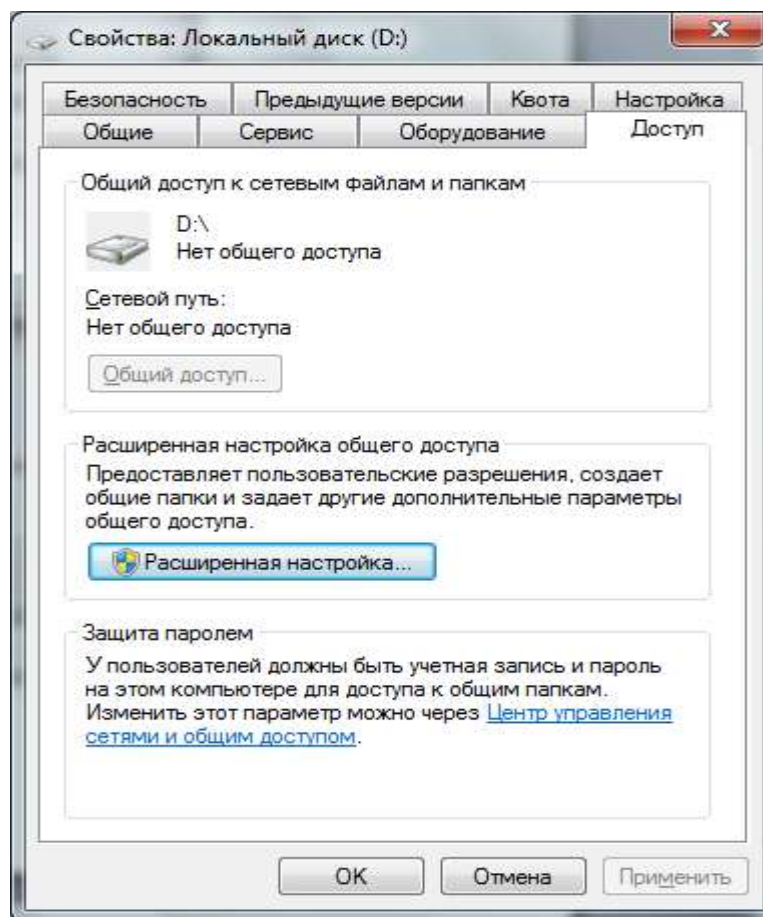 Свойства: Локальный диск (D:)
Безопасность Предыдущие версии Квота Настройка
Общие Сервис Оборудование Доступ
Общий доступ к сетевым файлам и папкам
D:\
Нет общего доступа
Сетевой путь:
Нет общего доступа
Общий доступ...
Расширенная настройка общего доступа
Предоставляет пользовательские разрешения, создает
общие папки и задает другие дополнительные параметры
общего доступа.
Расширенная настройка...
Защита паролем
У пользователей должны быть учетная запись и пароль
на этом компьютере для доступа к общим папкам.
Изменить этот параметр можно через Центр управления
сетями и общим доступом.
OK Отмена Применить